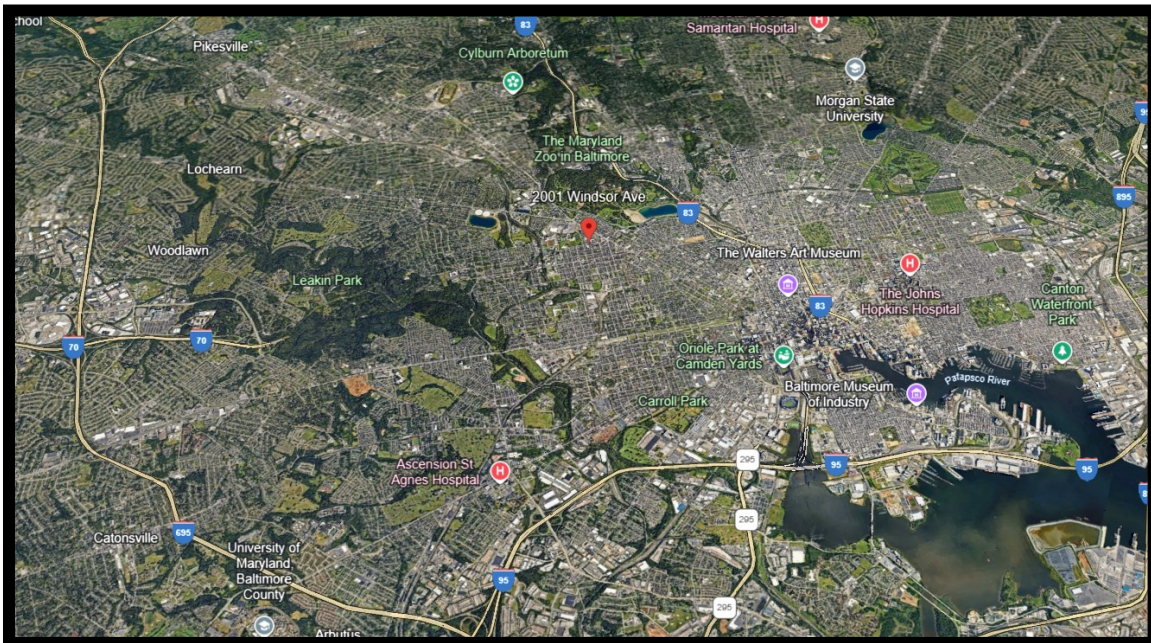 83
Samaritan Hospital
H
Pikesville
Cylburn Arboretum
Morgan State
University
The Maryland
Zoo in Baltimore
Lochearn
2001 Windsor Ave
895
83
Woodlawn
The Walters Art Museum
H
Leakin Park
The Johns
Hopkins Hospital
Canton
Waterfront
Park
83
70
70
Oriole Park at
Camden Yards
Patapsco River
Baltimore Museum
of Industry
Carroll Park
Ascension St
Agnes Hospital
H
295
95
95
295
695
Catonsville
University of
Maryland
Baltimore
County
95
295
Arbutus